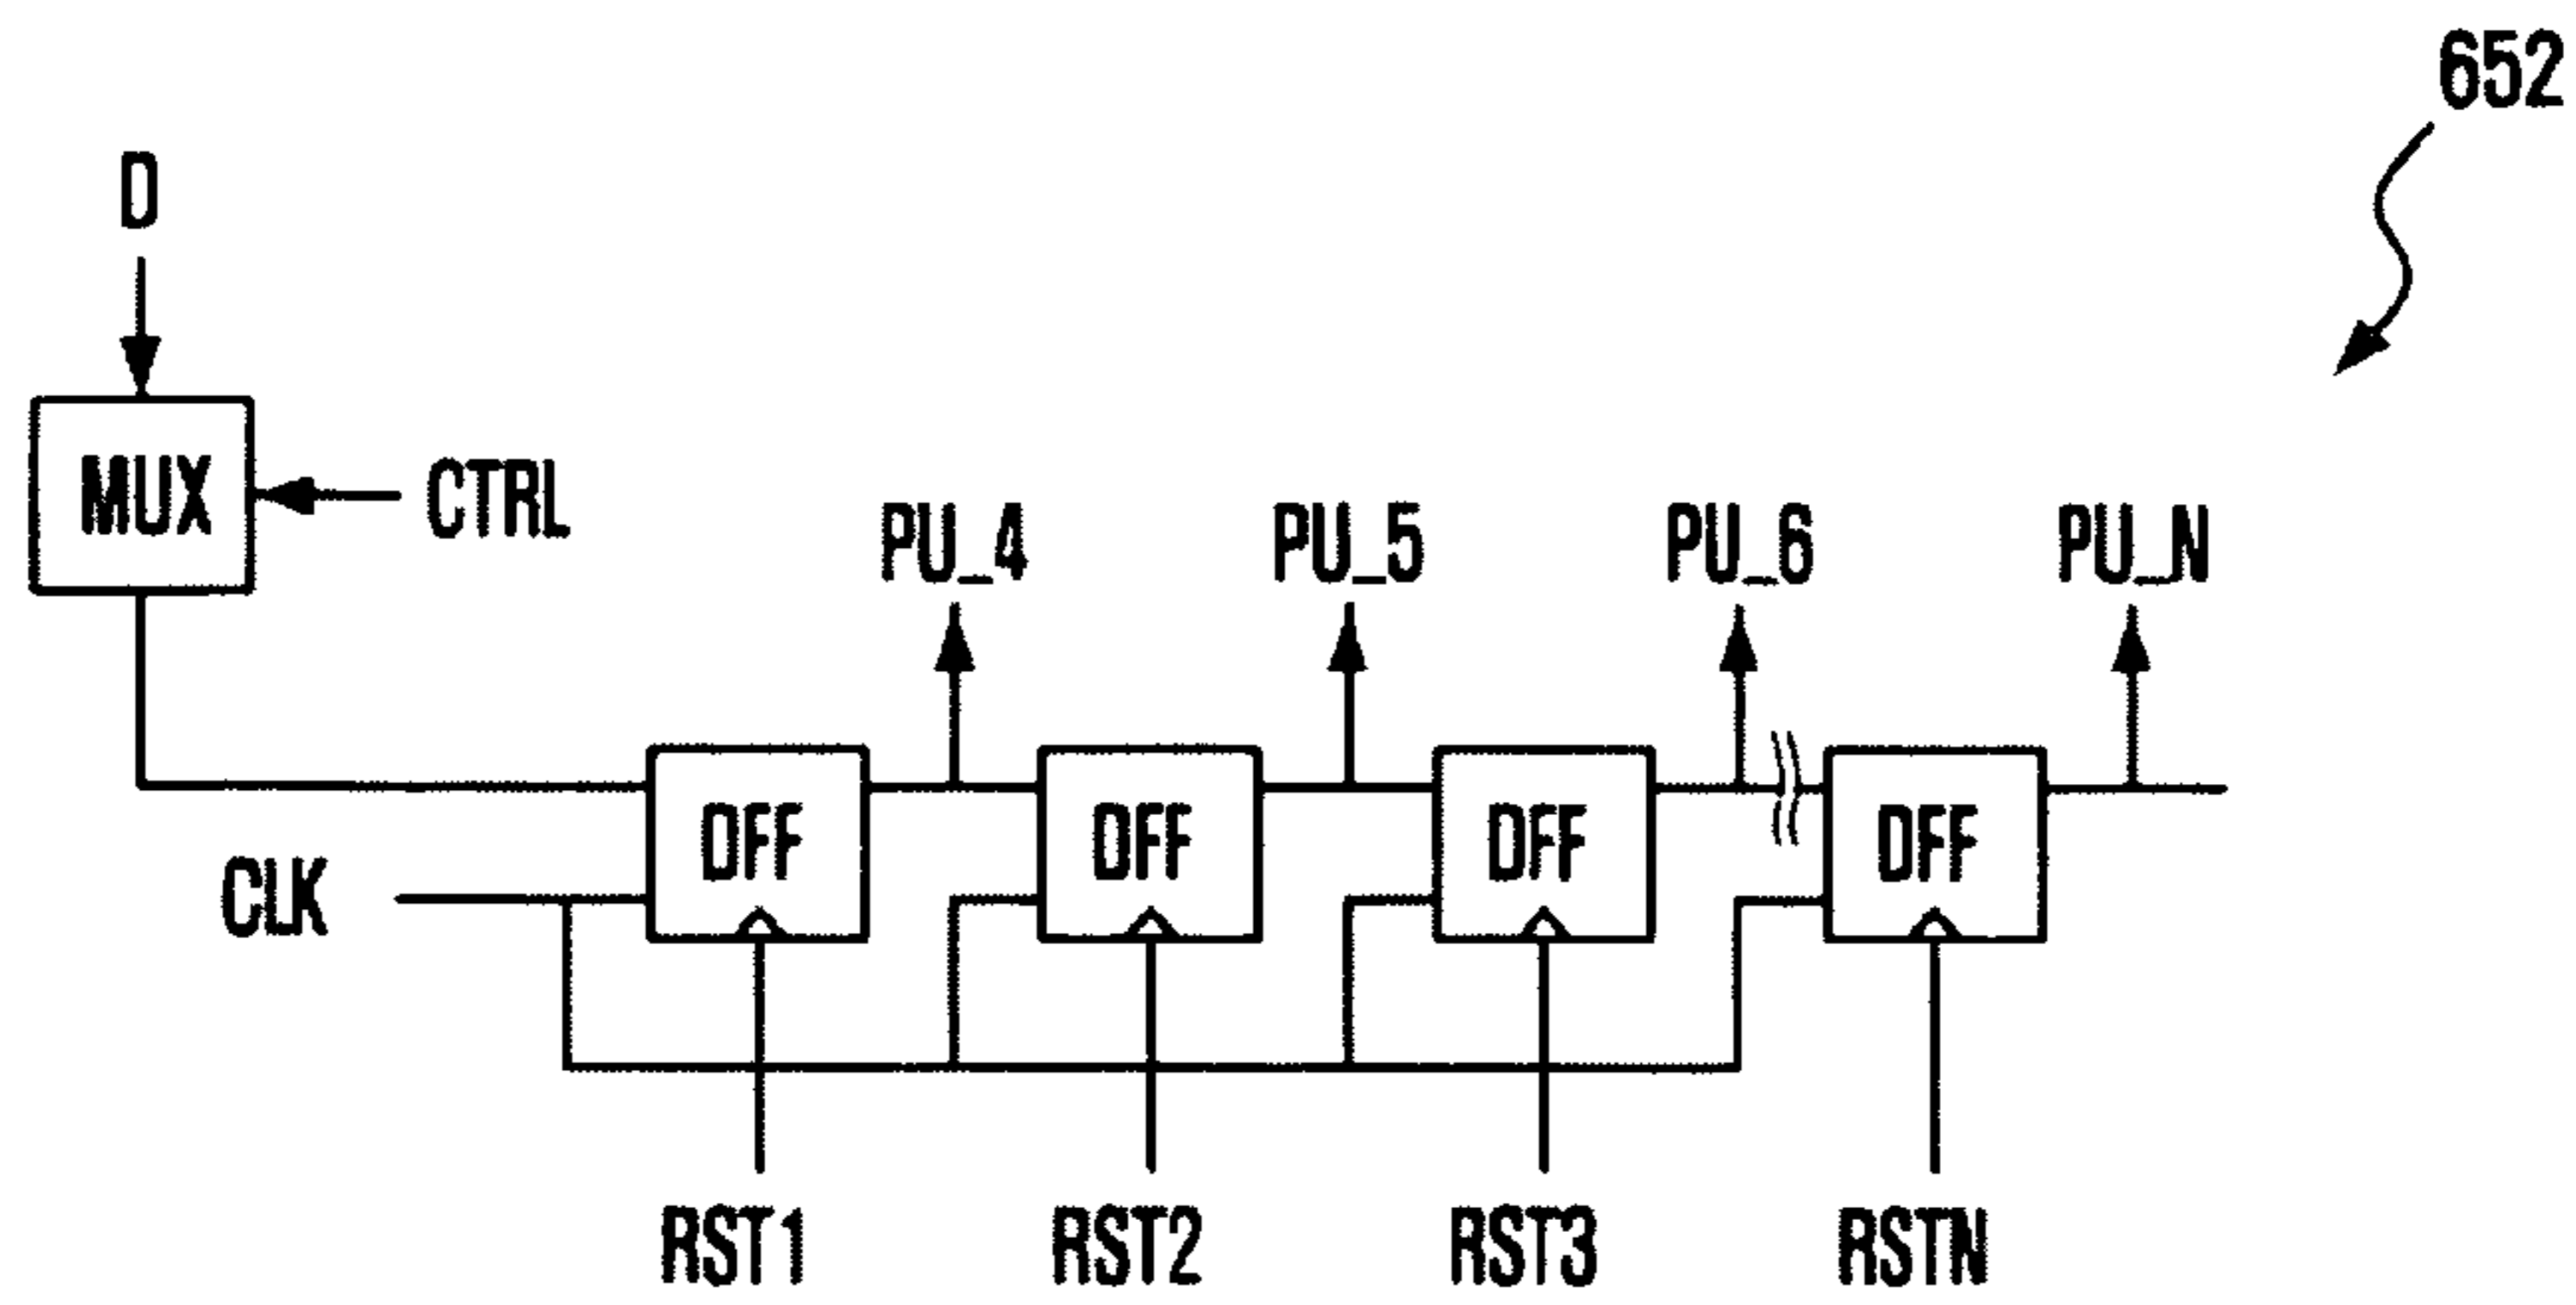 652
D
MUX
CTRL
PU_4
PU_5
PU_6
PU_N
DFF
DFF
DFF
DFF
CLK
RST1
RST2
RST3
RSTN